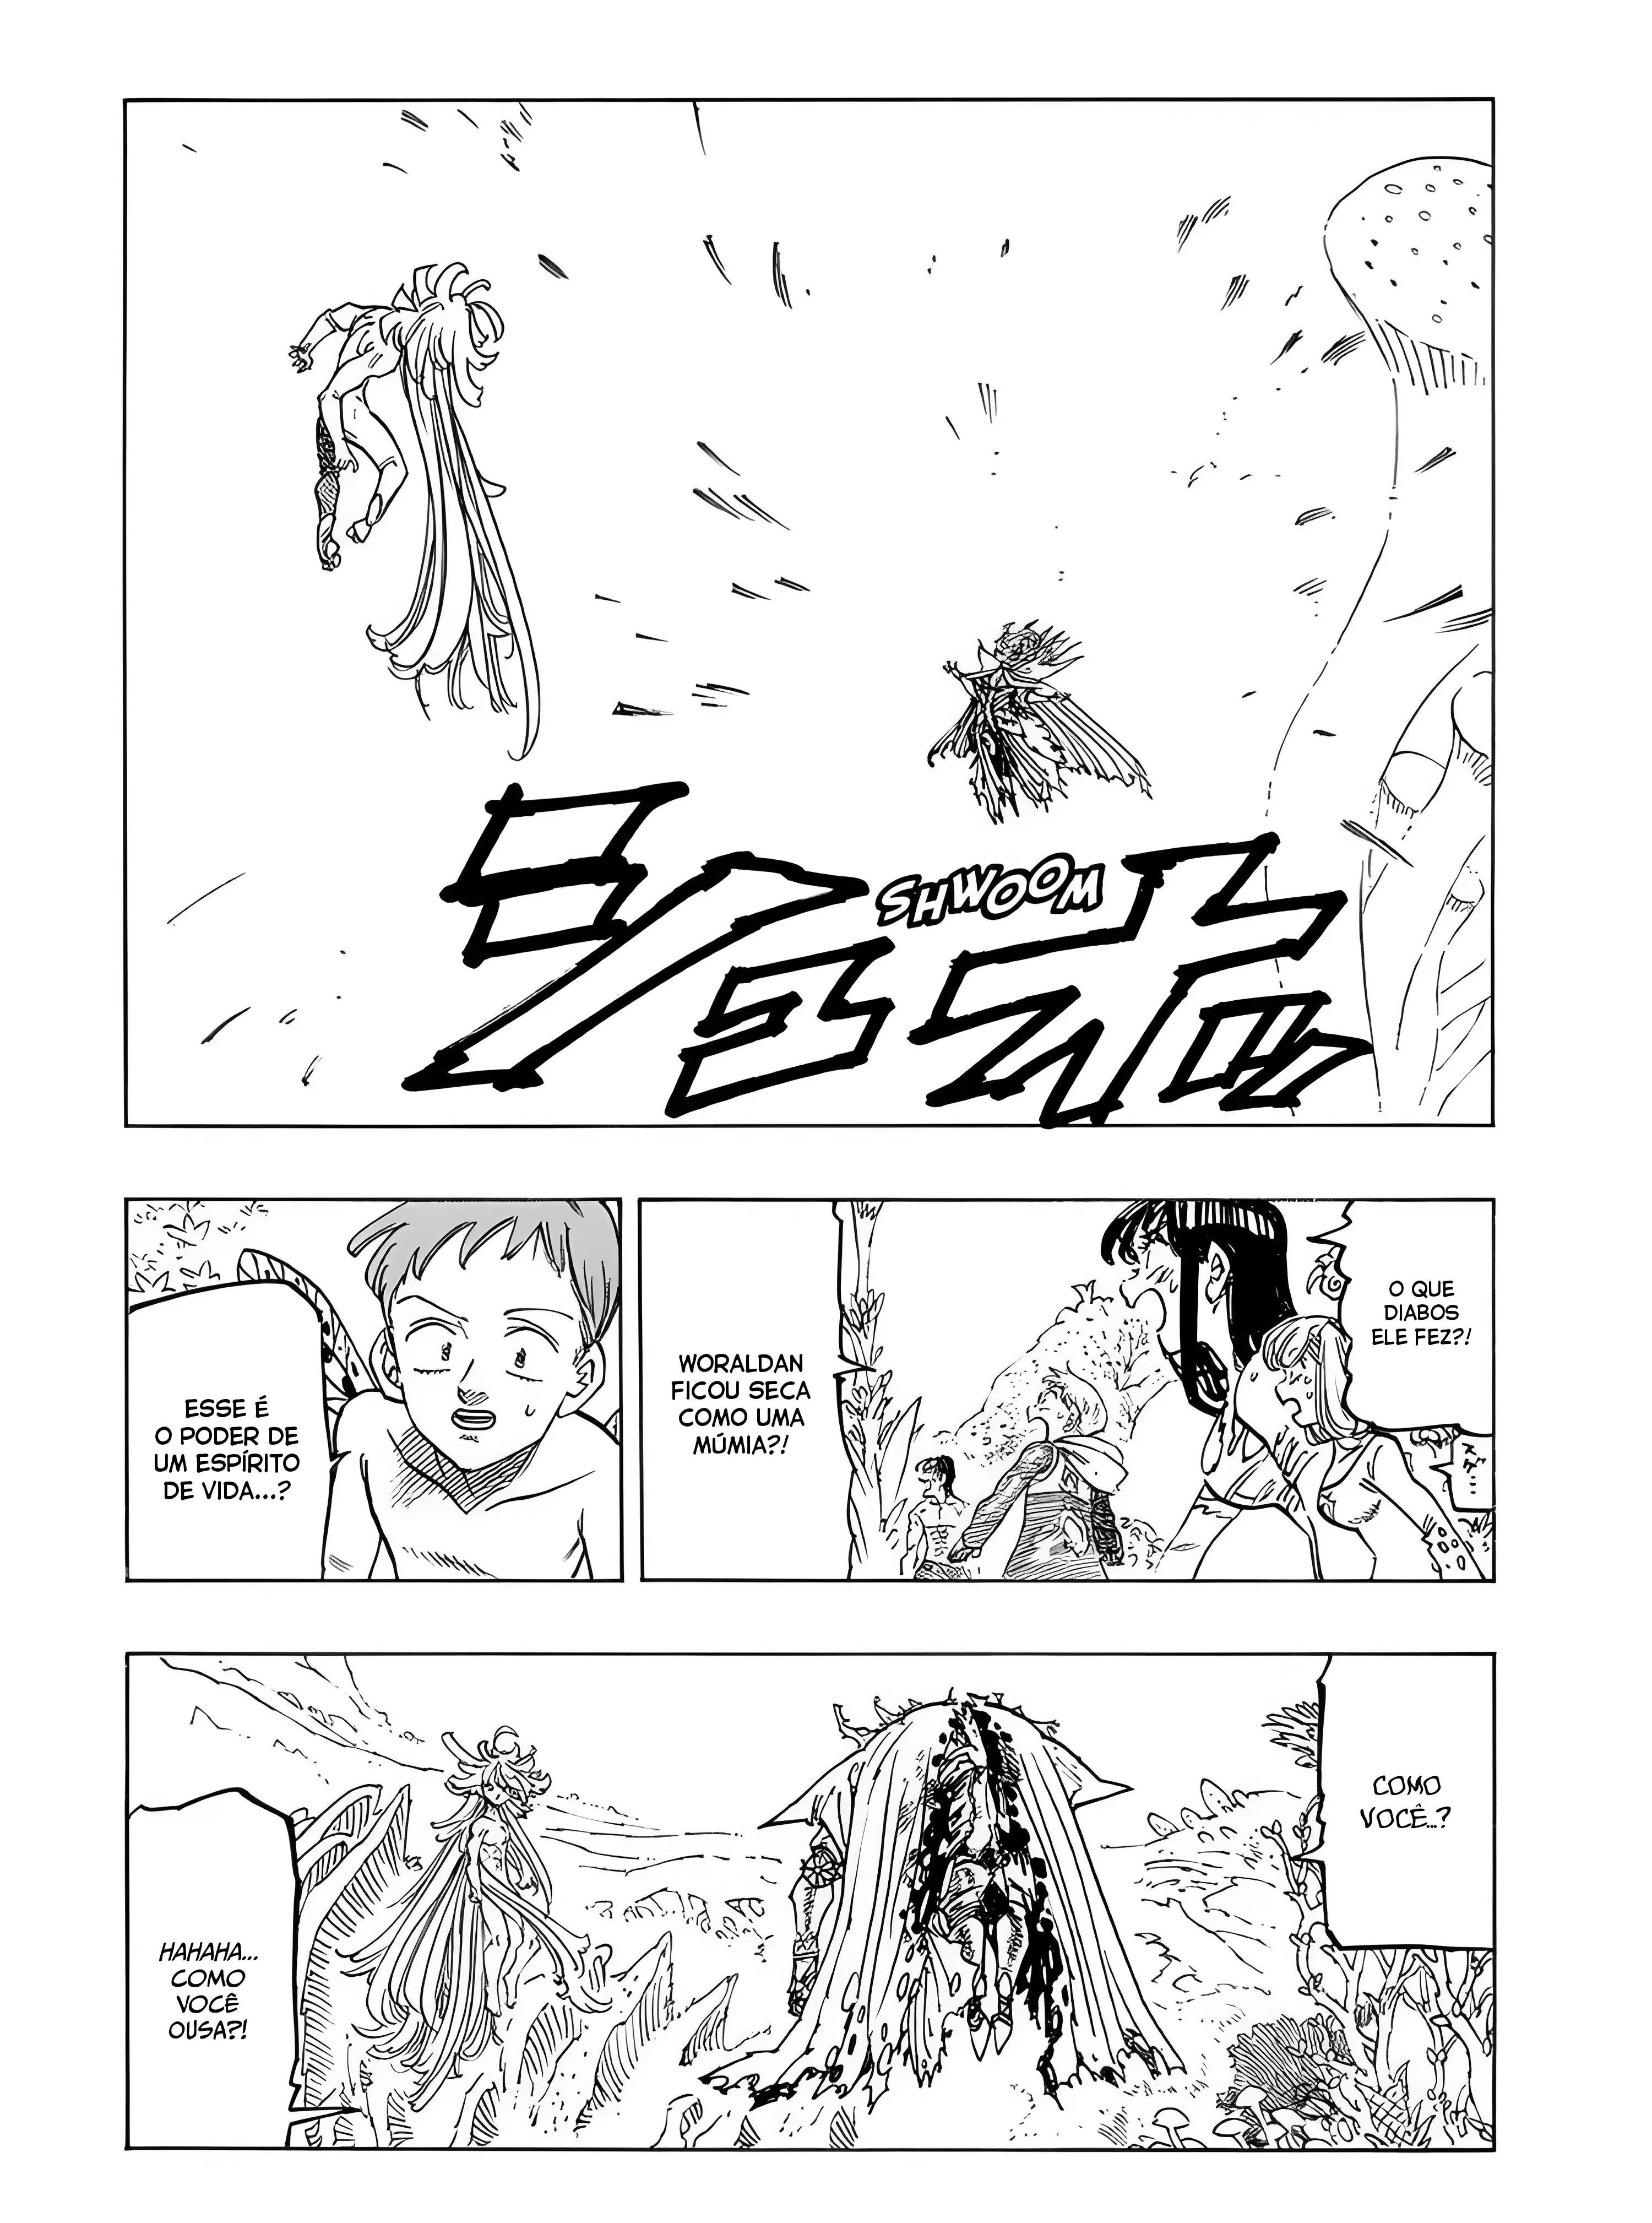 SHWOOM
O QUE
DIABOS
ELE FEZ?!
WORALDAN
FICOU SECA
COMO UMA
MÚMIA?!
ESSE É
O PODER DE
UM ESPÍRITO
DE VIDA...?
COMO
VOCÊ...?
HAHAHA...
COMO
VOCÊ
OUSA?!